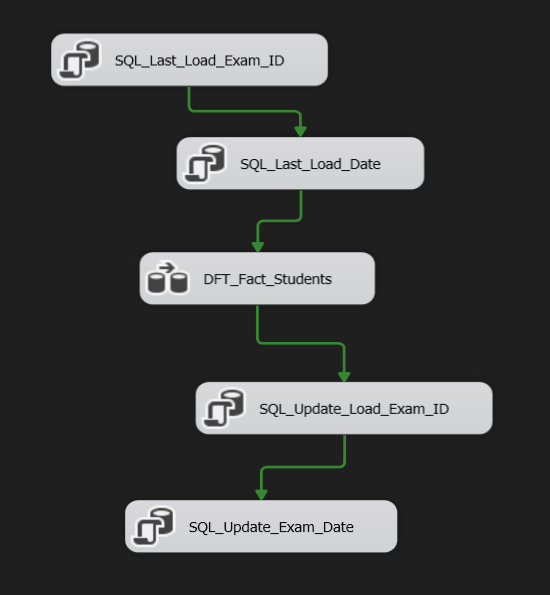 SQL_Last_Load_Exam_ID
SQL_Last_Load_Date
DFT_Fact_Students
SQL_Update_Load_Exam_ID
SQL_Update_Exam_Date